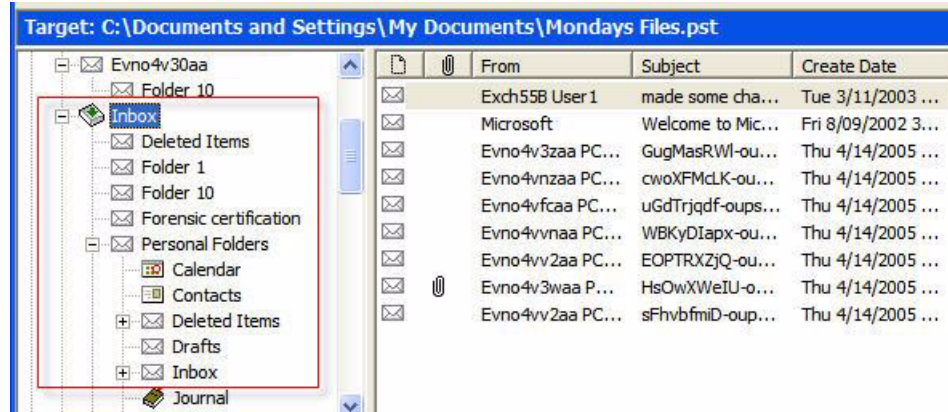 Target: C:\Documents and Settings\My Documents\Mondays Files.pst
Evno4v30aa
Folder 10
Inbox
Deleted Items
Folder 1
Folder 10
Forensic certification
Personal Folders
Calendar
Contacts
Deleted Items
Drafts
Inbox
Journal
From Subject Create Date
Exch55B User1 made some cha... Tue 3/11/2003 ...
Microsoft Welcome to Mic... Fri 8/09/2002 3...
Evno4v3zaa PC... GugMasRWl-ou... Thu 4/14/2005 ...
Evno4vnzaa PC... cwoXFMcLK-ou... Thu 4/14/2005 ...
Evno4vfcaa PC... uGdTrjqdf-oups... Thu 4/14/2005 ...
Evno4vvnaa PC... WBKyDIapx-ou... Thu 4/14/2005 ...
Evno4vv2aa PC... EOPTRXZjQ-ou... Thu 4/14/2005 ...
Evno4v3waa P... HsOwXWeIU-o... Thu 4/14/2005 ...
Evno4vv2aa PC... sFhvbfmiD-oup... Thu 4/14/2005 ...